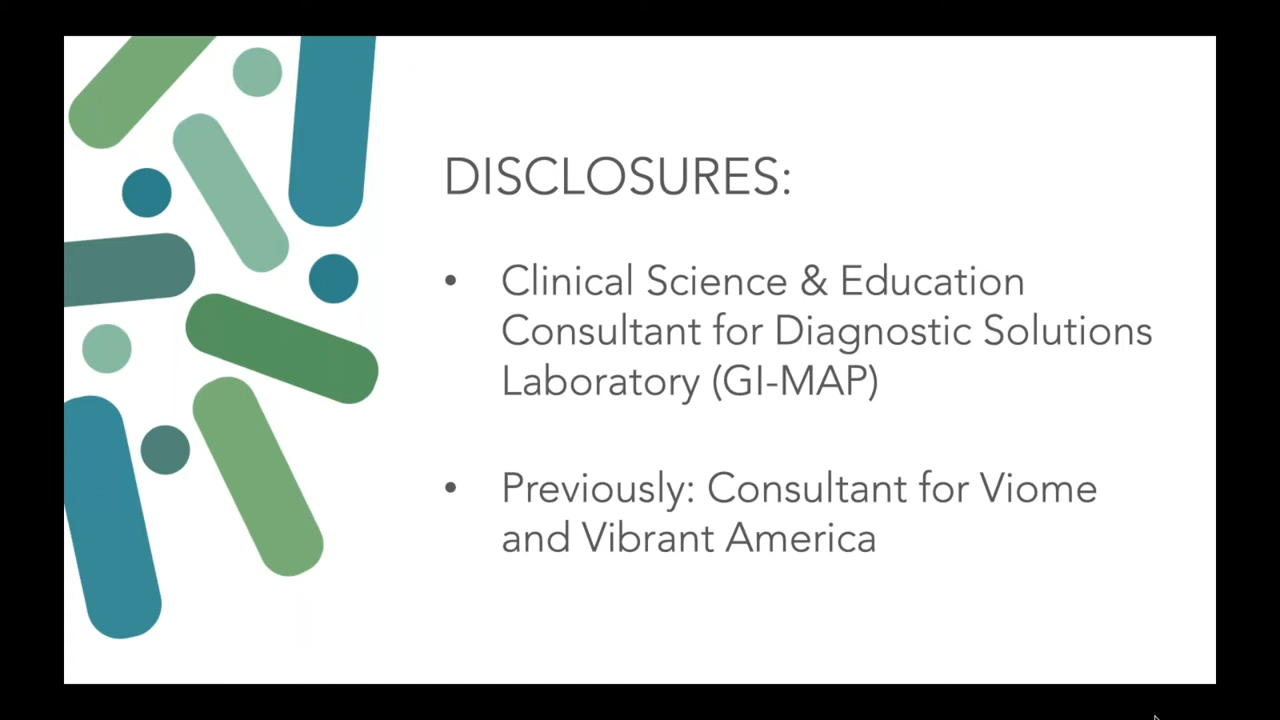 DISCLOSURES:
• Clinical Science & Education
Consultant for Diagnostic Solutions
Laboratory (GI-MAP)
• Previously: Consultant for Viome
and Vibrant America